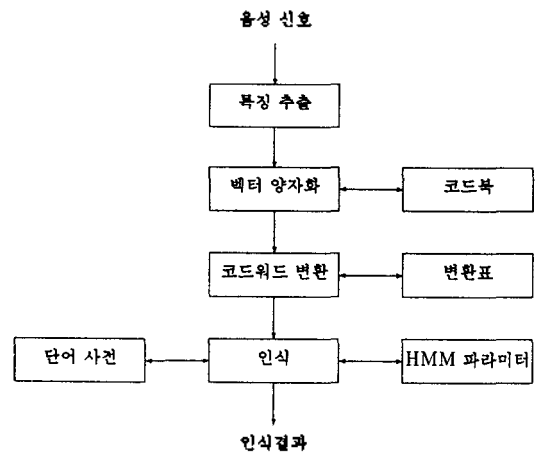 음성 신호
특징 추출
벡터 양자화
코드북
코드워드 변환
변환표
단어 사전
인식
HMM 파라미터
인식결과